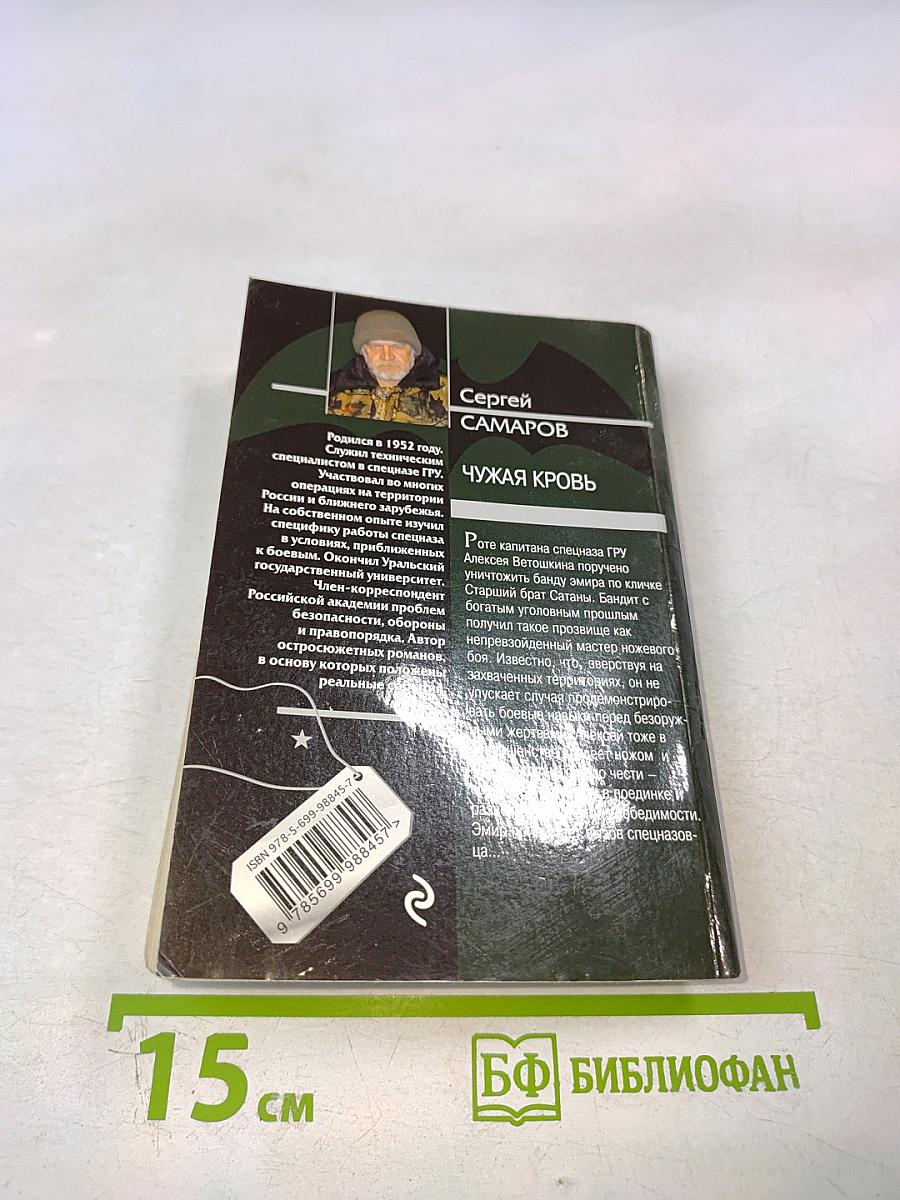 Родился в 1952 году.
Служил техническим
специалистом в спецназе ГРУ.
Участвовал во многих
операциях на территории
России и ближнего зарубежья.
На собственном опыте изучил
специфику работы спецназа
в условиях, приближенных
к боевым. Окончил Уральский
государственный университет.
Член-корреспондент
Российской академии проблем
безопасности, обороны
и правопорядка. Автор
остросюжетных романов,
в основу которых положены
реальные
Сергей
САМАРОВ
ЧУЖАЯ КРОВЬ
Роте капитана спецназа ГРУ
Алексея Ветошкина поручено
уничтожить банду эмира по кличке
Старший брат Сатаны. Бандит с
богатым уголовным прошлым
получил такое прозвище как
непревзойденный мастер ножевого
боя. Известно, что, зверствуя на
захваченных территориях, он не
упускает случая продемонстриро-
вать боевые навыки перед безоруж-
ными жертвами. Алексей тоже в
ножом и
чести –
в поединке и
Эмир спецназов-
ца...
ISBN 978-5-699-98845-7
9 785699 988457 >
15 см
БФ БИБЛИОФАН